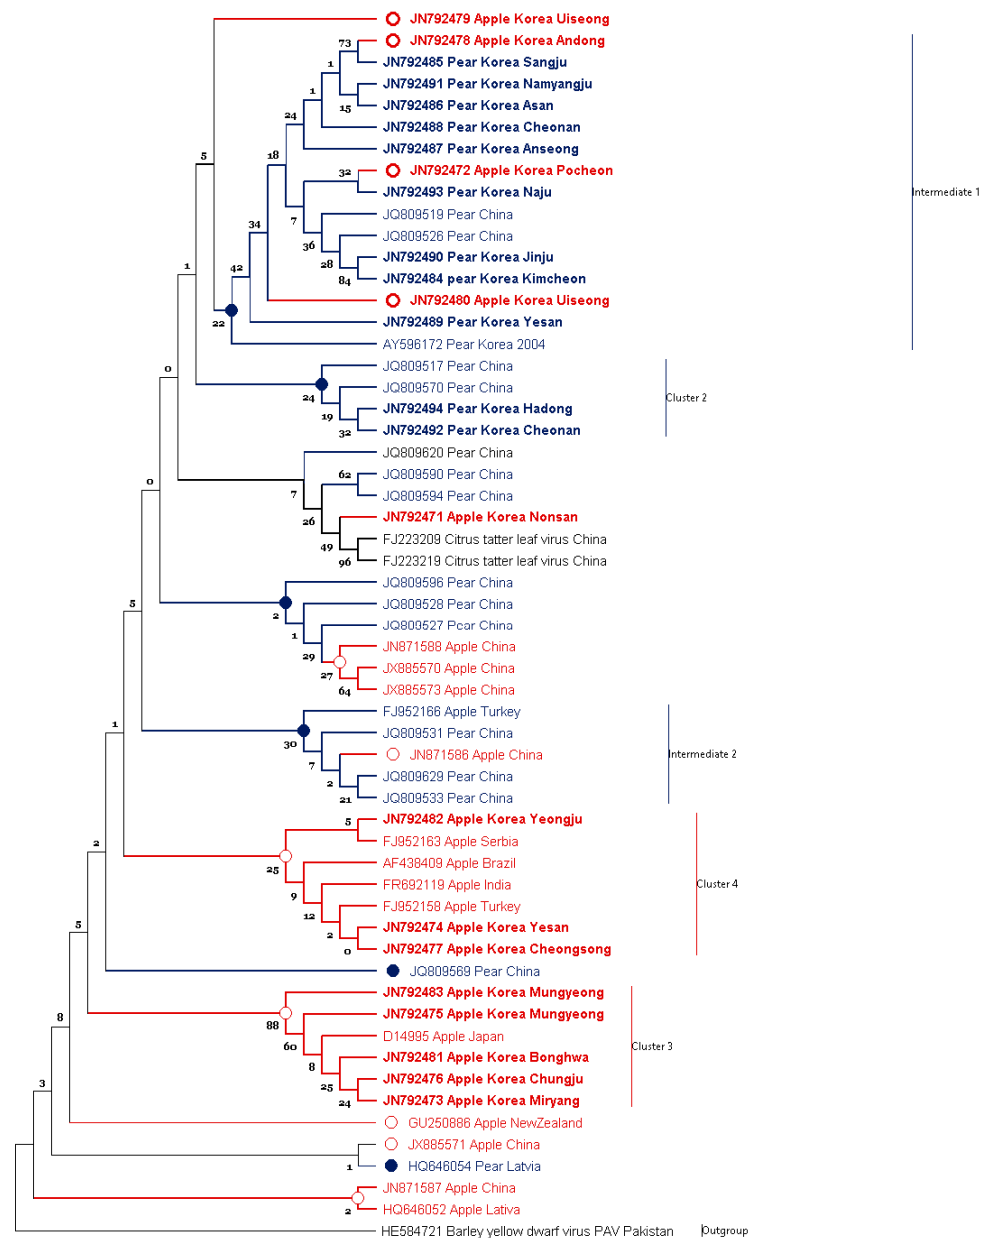 JN792479 Apple Korea Uiseong
JN792478 Apple Korea Andong
73
JN792485 Pear Korea Sangju
1
JN792491 Pear Korea Namyangju
1
JN792486 Pear Korea Asan
15
24
JN792488 Pear Korea Cheonan
JN792487 Pear Korea Anseong
18
5
JN792472 Apple Korea Pocheon
32
JN792493 Pear Korea Naju
Intermediate 1
JQ809519 Pear China
7
34
JQ809526 Pear China
36
JN792490 Pear Korea Jinju
28
42
1
JN792484 pear Korea Kimcheon
84
JN792480 Apple Korea Uiseong
JN792489 Pear Korea Yesan
22
AY596172 Pear Korea 2004
JQ809517 Pear China
0
JQ809570 Pear China
24
Cluster 2
JN792494 Pear Korea Hadong
19
JN792492 Pear Korea Cheonan
32
JQ809620 Pear China
JQ809590 Pear China
62
0
7
JQ809594 Pear China
JN792471 Apple Korea Nonsan
26
FJ223209 Citrus tatter leaf virus China
49
FJ223219 Citrus tatter leaf virus China
96
JQ809596 Pear China
JQ809528 Pear China
5
2
JQ809527 Pear China
1
JN871588 Apple China
29
JX885570 Apple China
27
JX885573 Apple China
64
FJ952166 Apple Turkey
1
JQ809531 Pear China
30
JN871586 Apple China
Intermediate 2
7
JQ809629 Pear China
2
JQ809533 Pear China
21
JN792482 Apple Korea Yeongju
5
FJ952163 Apple Serbia
2
AF438409 Apple Brazil
25
FR692119 Apple India
Cluster 4
9
FJ952158 Apple Turkey
12
JN792474 Apple Korea Yesan
5
2
JN792477 Apple Korea Cheongsong
0
JQ809569 Pear China
JN792483 Apple Korea Mungyeong
JN792475 Apple Korea Mungyeong
8
88
D14995 Apple Japan
60
Cluster 3
JN792481 Apple Korea Bonghwa
8
JN792476 Apple Korea Chungju
3
25
JN792473 Apple Korea Miryang
24
GU250886 Apple NewZealand
JX885571 Apple China
HQ646054 Pear Latvia
1
JN871587 Apple China
HQ646052 Apple Lativa
2
HE584721 Barley yellow dwarf virus PAV Pakistan
Outgroup